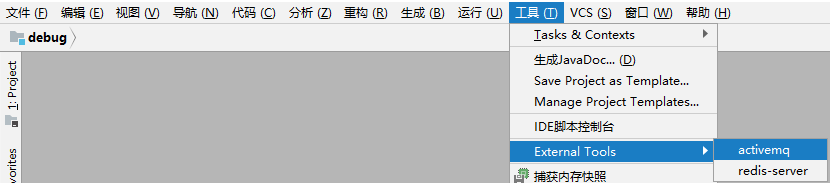 文件 (F) 编辑 (E) 视图 (V) 导航 (N) 代码 (C) 分析 (Z) 重构 (R) 生成 (B) 运行 (U) 工具 (T) VCS (S) 窗口 (W) 帮助 (H)
debug
1: Project
Tasks & Contexts
生成JavaDoc... (D)
Save Project as Template...
Manage Project Templates...
IDE脚本控制台
External Tools
activemq
redis-server
捕获内存快照